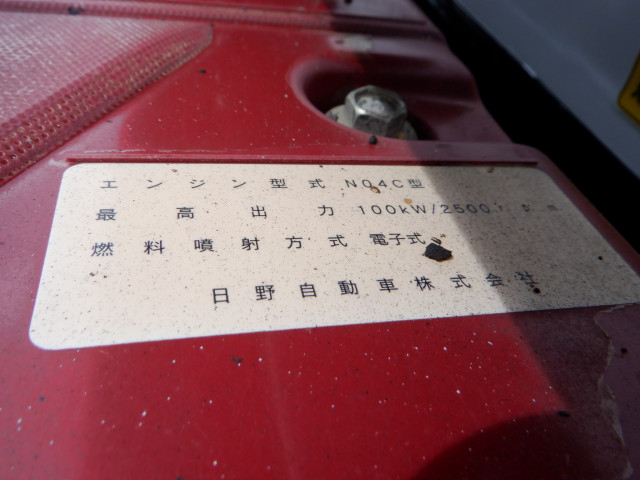 エンジン型式 N04C型
最高出力 100kW/2500rpm
燃料噴射方式 電子式
日野自動車株式会社